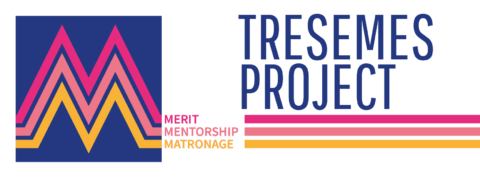 TRESEMES
PROJECT
MERIT
MENTORSHIP
MATRONAGE